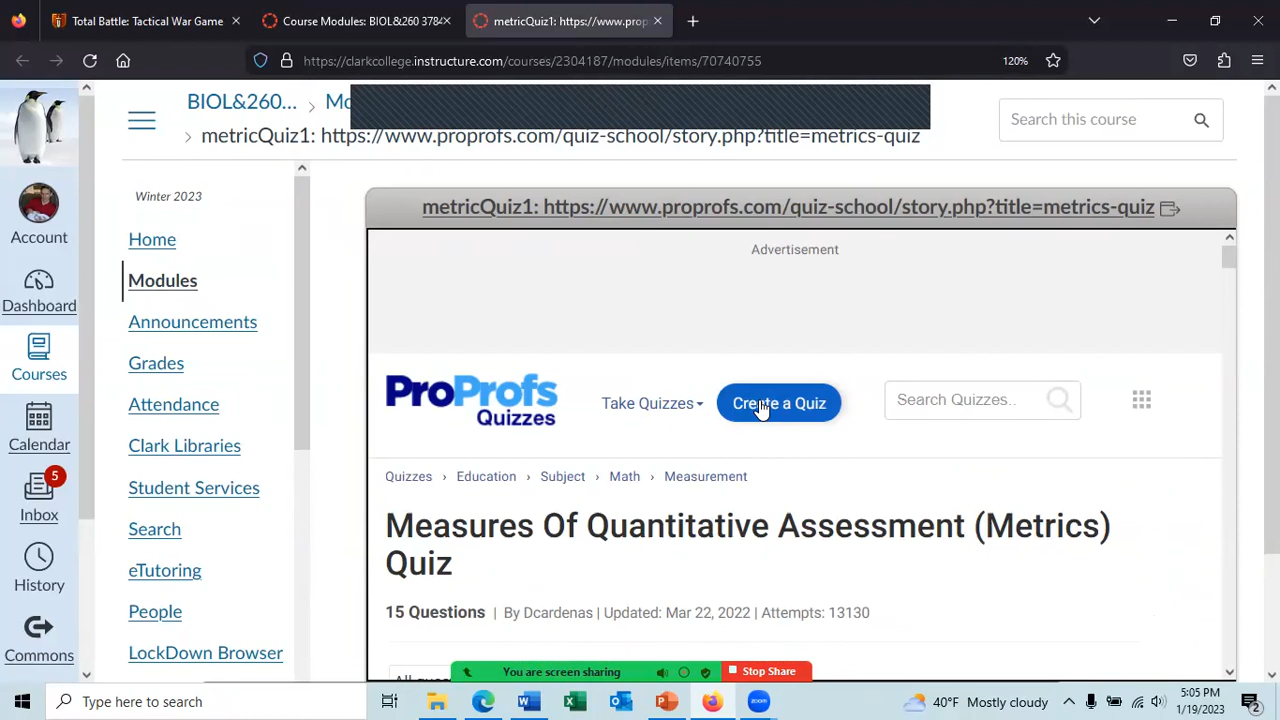 Total Battle: Tactical War Game
Course Modules: BIOL&260 3784
metricQuiz1: https://www.prop
https://clarkcollege.instructure.com/courses/2304187/modules/items/70740755
120%
BIOL&260... › Mo
› metricQuiz1: https://www.proprofs.com/quiz-school/story.php?title=metrics-quiz
Search this course
Account
Dashboard
Courses
Calendar
5
Inbox
History
Commons
Winter 2023
Home
Modules
Announcements
Grades
Attendance
Clark Libraries
Student Services
Search
eTutoring
People
LockDown Browser
metricQuiz1: https://www.proprofs.com/quiz-school/story.php?title=metrics-quiz
Advertisement
ProProfs
Quizzes
Take Quizzes
Create a Quiz
Search Quizzes..
Quizzes › Education › Subject › Math › Measurement
Measures Of Quantitative Assessment (Metrics)
Quiz
15 Questions | By Dcardenas | Updated: Mar 22, 2022 | Attempts: 13130
You are screen sharing
Stop Share
Type here to search
40°F Mostly cloudy
5:05 PM
1/19/2023
2